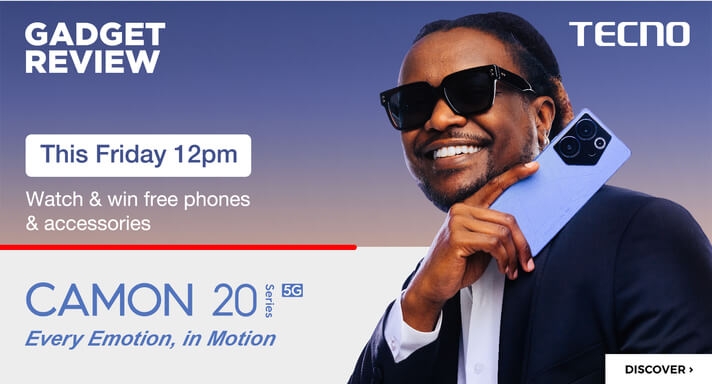 GADGET
REVIEW
TECNO
This Friday 12pm
Watch & win free phones
& accessories
CAMON 20 Series 5G
Every Emotion, in Motion
DISCOVER ›